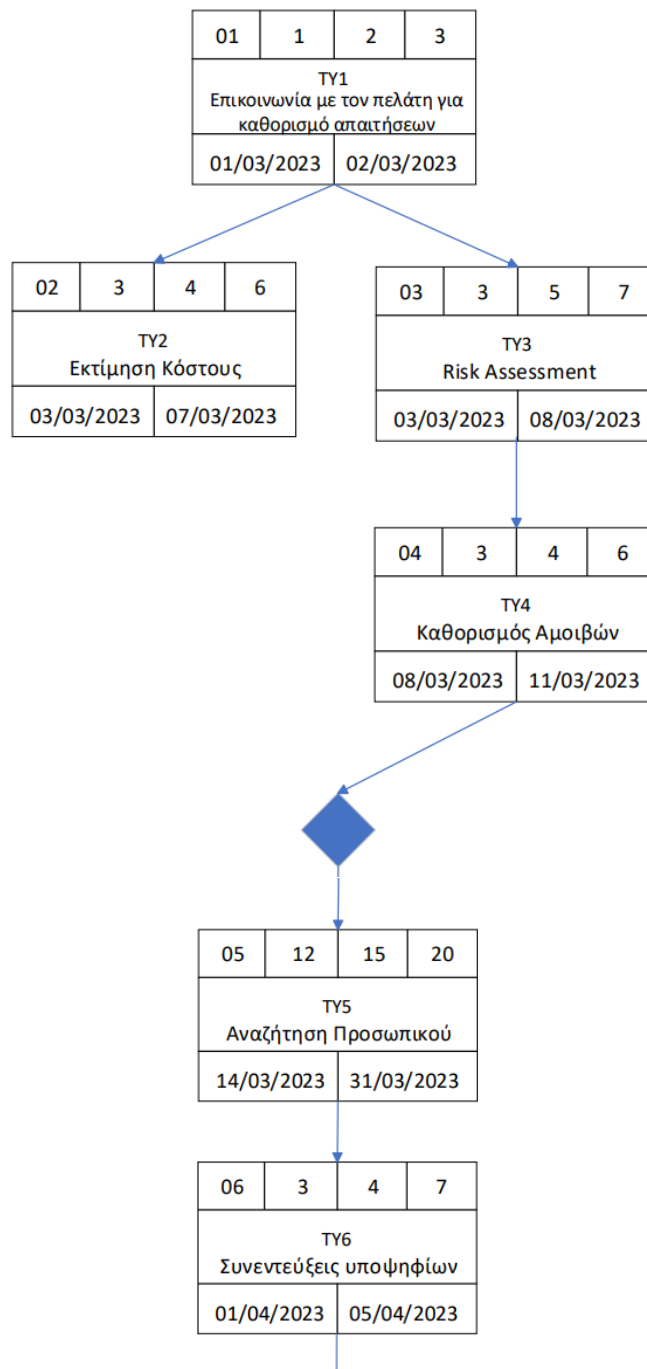 01 1 2 3
ΤΥ1
Επικοινωνία με τον πελάτη για
καθορισμό απαιτήσεων
01/03/2023 02/03/2023
02 3 4 6
ΤΥ2
Εκτίμηση Κόστους
03/03/2023 07/03/2023
03 3 5 7
ΤΥ3
Risk Assessment
03/03/2023 08/03/2023
04 3 4 6
ΤΥ4
Καθορισμός Αμοιβών
08/03/2023 11/03/2023
05 12 15 20
ΤΥ5
Αναζήτηση Προσωπικού
14/03/2023 31/03/2023
06 3 4 7
ΤΥ6
Συνεντεύξεις υποψηφίων
01/04/2023 05/04/2023